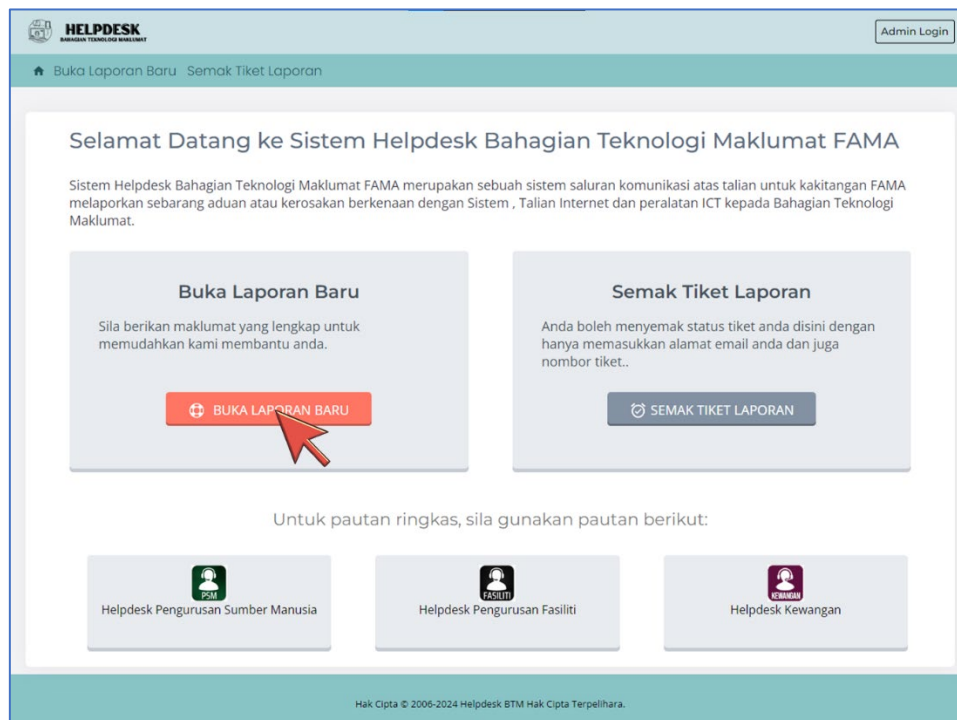 HELPDESK
BAHAGIAN TEKNOLOGI MAKLUMAT
Admin Login
Buka Laporan Baru Semak Tiket Laporan
Selamat Datang ke Sistem Helpdesk Bahagian Teknologi Maklumat FAMA
Sistem Helpdesk Bahagian Teknologi Maklumat FAMA merupakan sebuah sistem saluran komunikasi atas talian untuk kakitangan FAMA
melaporkan sebarang aduan atau kerosakan berkenaan dengan Sistem , Talian Internet dan peralatan ICT kepada Bahagian Teknologi
Maklumat.
Buka Laporan Baru
Sila berikan maklumat yang lengkap untuk
memudahkan kami membantu anda.
BUKA LAPORAN BARU
Semak Tiket Laporan
Anda boleh menyemak status tiket anda disini dengan
hanya memasukkan alamat email anda dan juga
nombor tiket..
SEMAK TIKET LAPORAN
Untuk pautan ringkas, sila gunakan pautan berikut:
PSM
Helpdesk Pengurusan Sumber Manusia
FASILITI
Helpdesk Pengurusan Fasiliti
KEWANGAN
Helpdesk Kewangan
Hak Cipta © 2006-2024 Helpdesk BTM Hak Cipta Terpelihara.